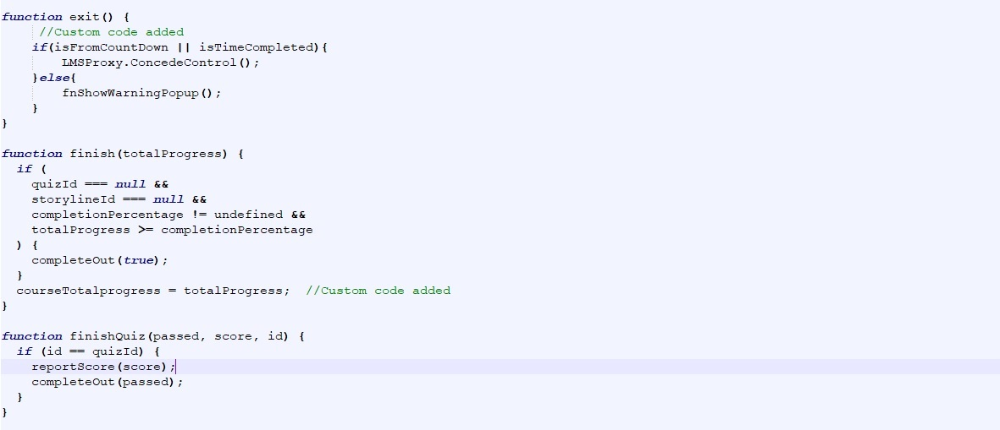 function exit() {
//Custom code added
if(isFromCountDown || isTimeCompleted){
LMSProxy.ConcedeControl();
}else{
fnShowWarningPopup();
}
}
function finish(totalProgress) {
if (
quizId === null &&
storylineId === null &&
completionPercentage != undefined &&
totalProgress >= completionPercentage
) {
completeOut(true);
}
courseTotalprogress = totalProgress; //Custom code added
}
function finishQuiz(passed, score, id) {
if (id == quizId) {
reportScore(score);
completeOut(passed);
}
}